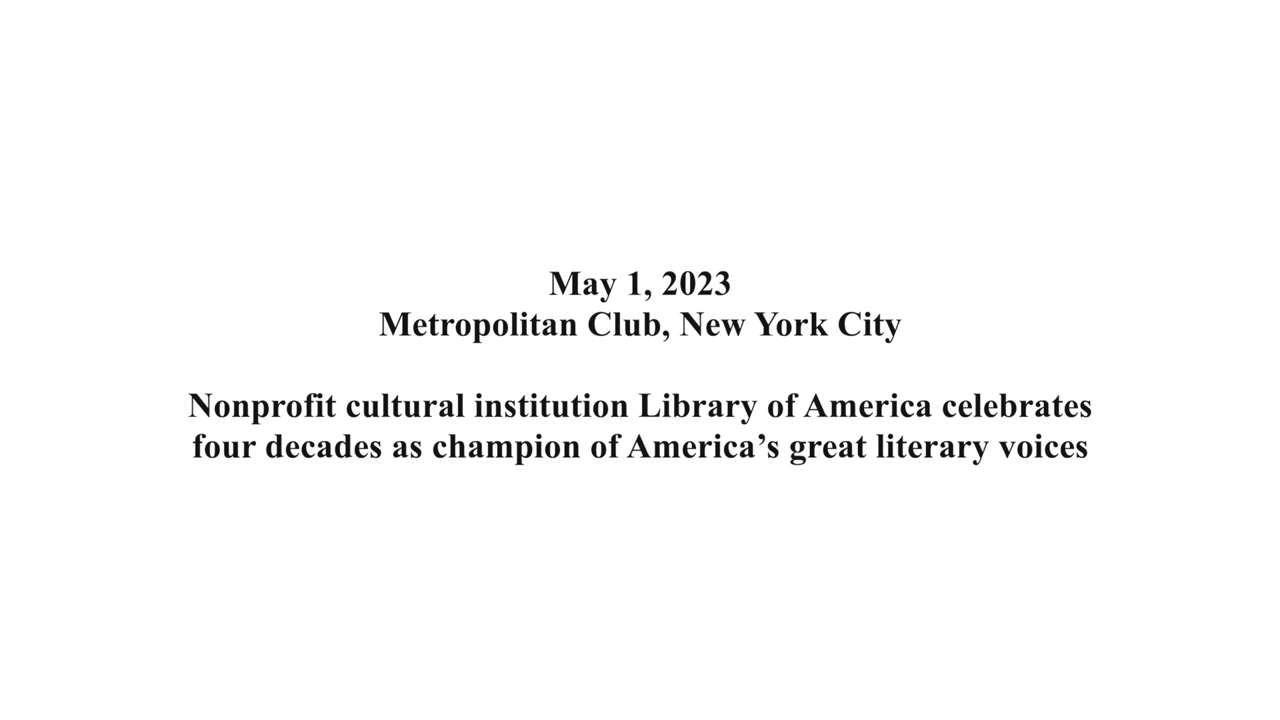 May 1, 2023
Metropolitan Club, New York City
Nonprofit cultural institution Library of America celebrates
four decades as champion of America’s great literary voices